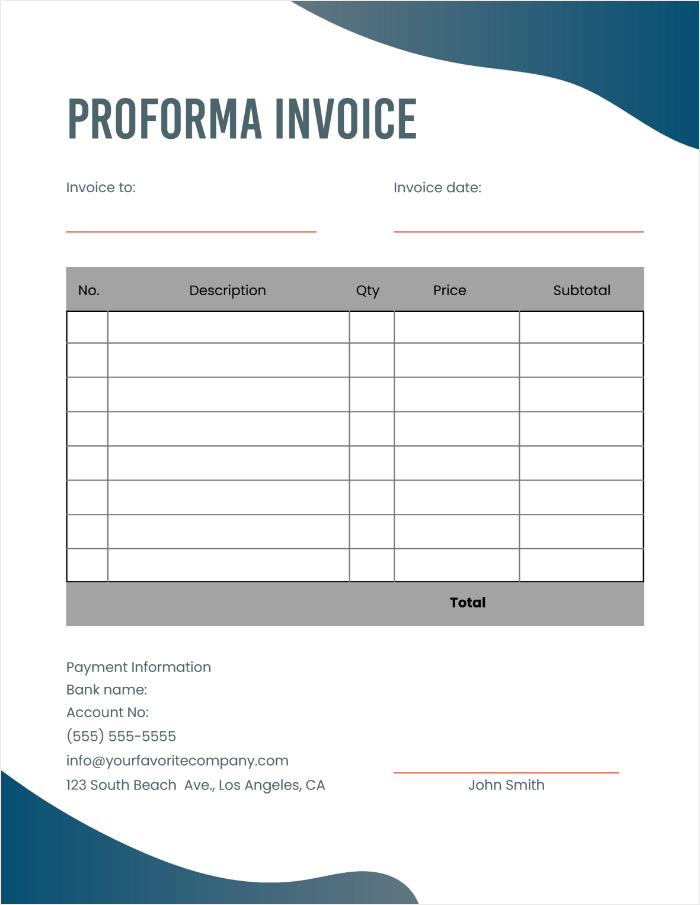 PROFORMA INVOICE
Invoice to: Invoice date:
No. Description Qty Price Subtotal
Total
Payment Information
Bank name:
Account No:
(555) 555-5555
info@yourfavoritecompany.com
123 South Beach Ave., Los Angeles, CA
John Smith